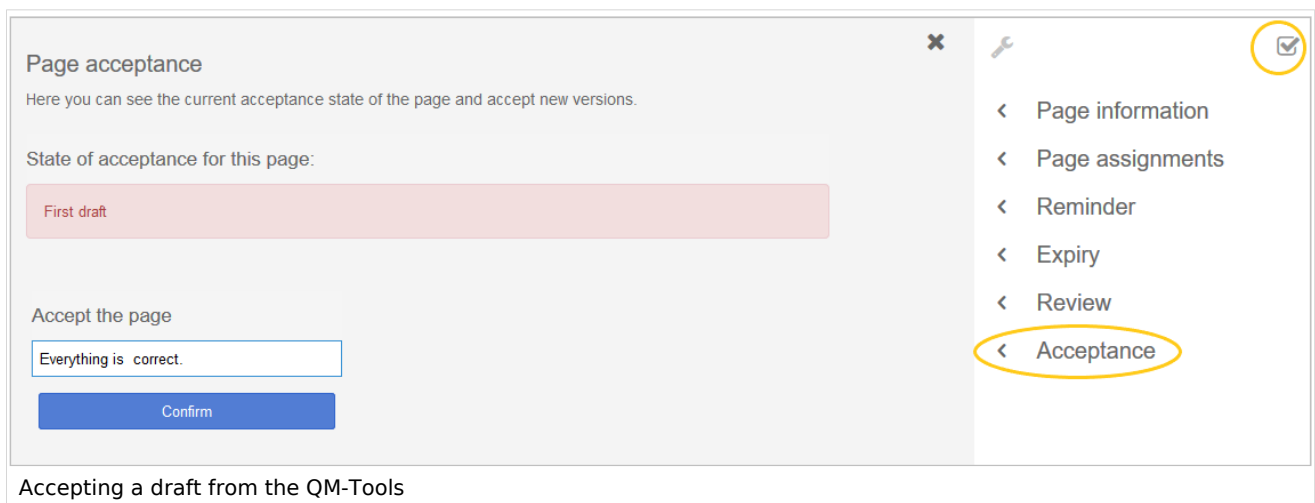 Page acceptance
Here you can see the current acceptance state of the page and accept new versions.
State of acceptance for this page:
First draft
Accept the page
Everything is correct.
Confirm
Page information
Page assignments
Reminder
Expiry
Review
Acceptance
Accepting a draft from the QM-Tools